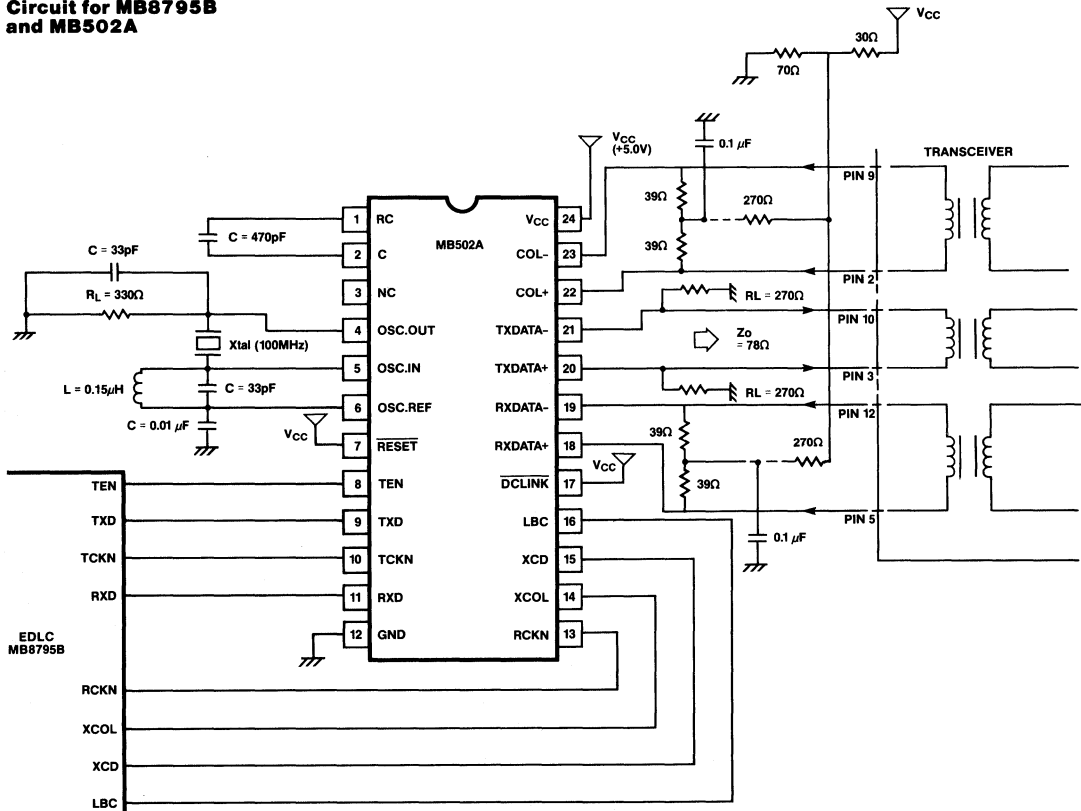 Circuit for MB8795B
and MB502A
VCC
30Ω
70Ω
VCC
(+5.0V)
0.1 μF
TRANSCEIVER
PIN 9
39Ω
270Ω
39Ω
PIN 2
RL = 270Ω
PIN 10
Zo
= 78Ω
PIN 3
RL = 270Ω
PIN 12
39Ω
270Ω
39Ω
VCC
PIN 5
0.1 μF
C = 470pF
C = 33pF
RL = 330Ω
Xtal (100MHz)
L = 0.15μH
C = 33pF
C = 0.01 μF
VCC
MB502A
1 RC
2 C
3 NC
4 OSC.OUT
5 OSC.IN
6 OSC.REF
7 RESET
8 TEN
9 TXD
10 TCKN
11 RXD
12 GND
VCC 24
COL- 23
COL+ 22
TXDATA- 21
TXDATA+ 20
RXDATA- 19
RXDATA+ 18
DCLINK 17
LBC 16
XCD 15
XCOL 14
RCKN 13
TEN
TXD
TCKN
RXD
EDLC
MB8795B
RCKN
XCOL
XCD
LBC